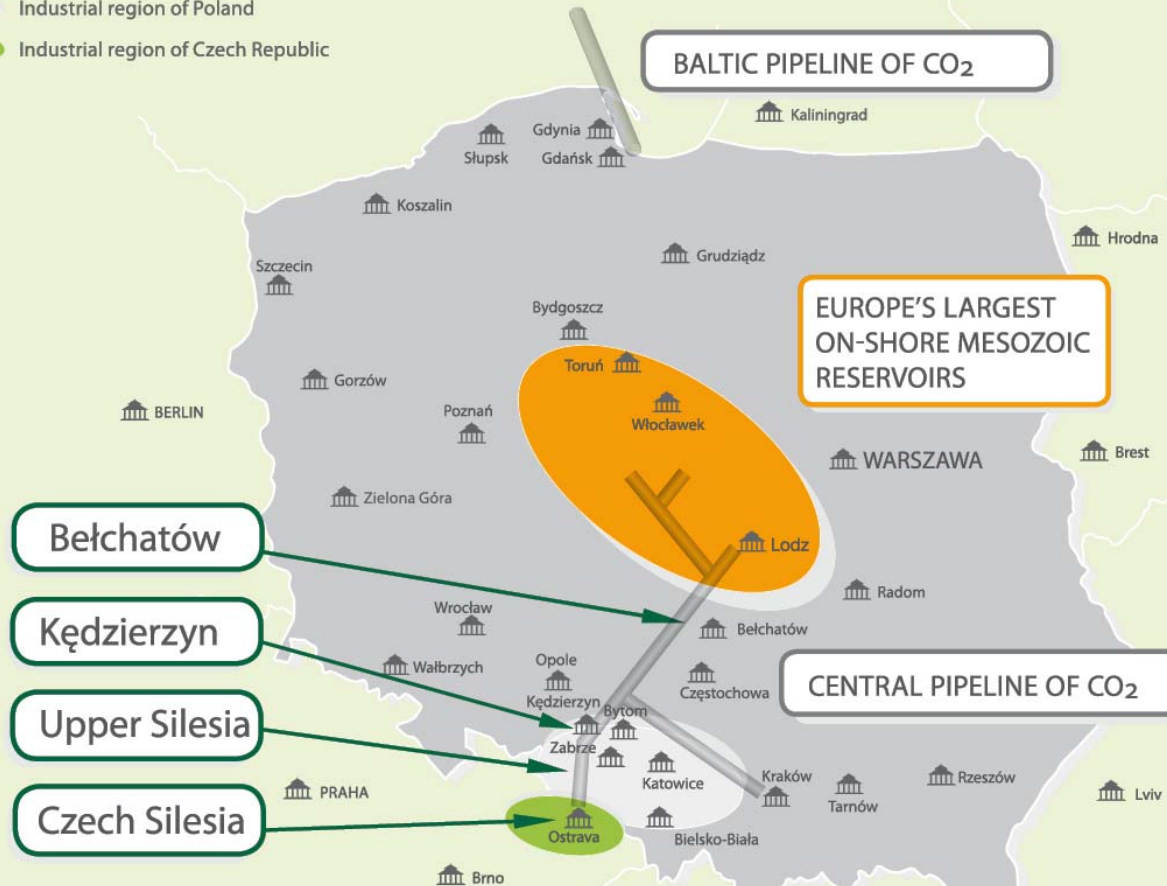 Industrial region of Poland
Industrial region of Czech Republic
BALTIC PIPELINE OF CO2
Kaliningrad
Gdynia
Słupsk
Gdańsk
Koszalin
Hrodna
Grudziądz
Szczecin
EUROPE'S LARGEST
ON-SHORE MESOZOIC
RESERVOIRS
Bydgoszcz
Toruń
Gorzów
BERLIN
Poznań
Włocławek
Brest
WARSZAWA
Zielona Góra
Bełchatów
Lodz
Radom
Kędzierzyn
Wrocław
Bełchatów
Wałbrzych
Opole
Częstochowa
CENTRAL PIPELINE OF CO2
Kędzierzyn
Bytom
Upper Silesia
Zabrze
Katowice
Kraków
Rzeszów
PRAHA
Tarnów
Lviv
Czech Silesia
Ostrava
Bielsko-Biała
Brno